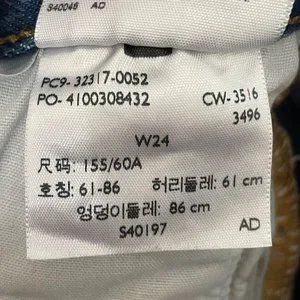 S40048 AD
PC9-32317-0052
PO-4100308432 CW-3516
3496
W24
尺码: 155/60A
호칭: 61-86 허리둘레: 61 cm
엉덩이둘레: 86 cm
S40197 AD